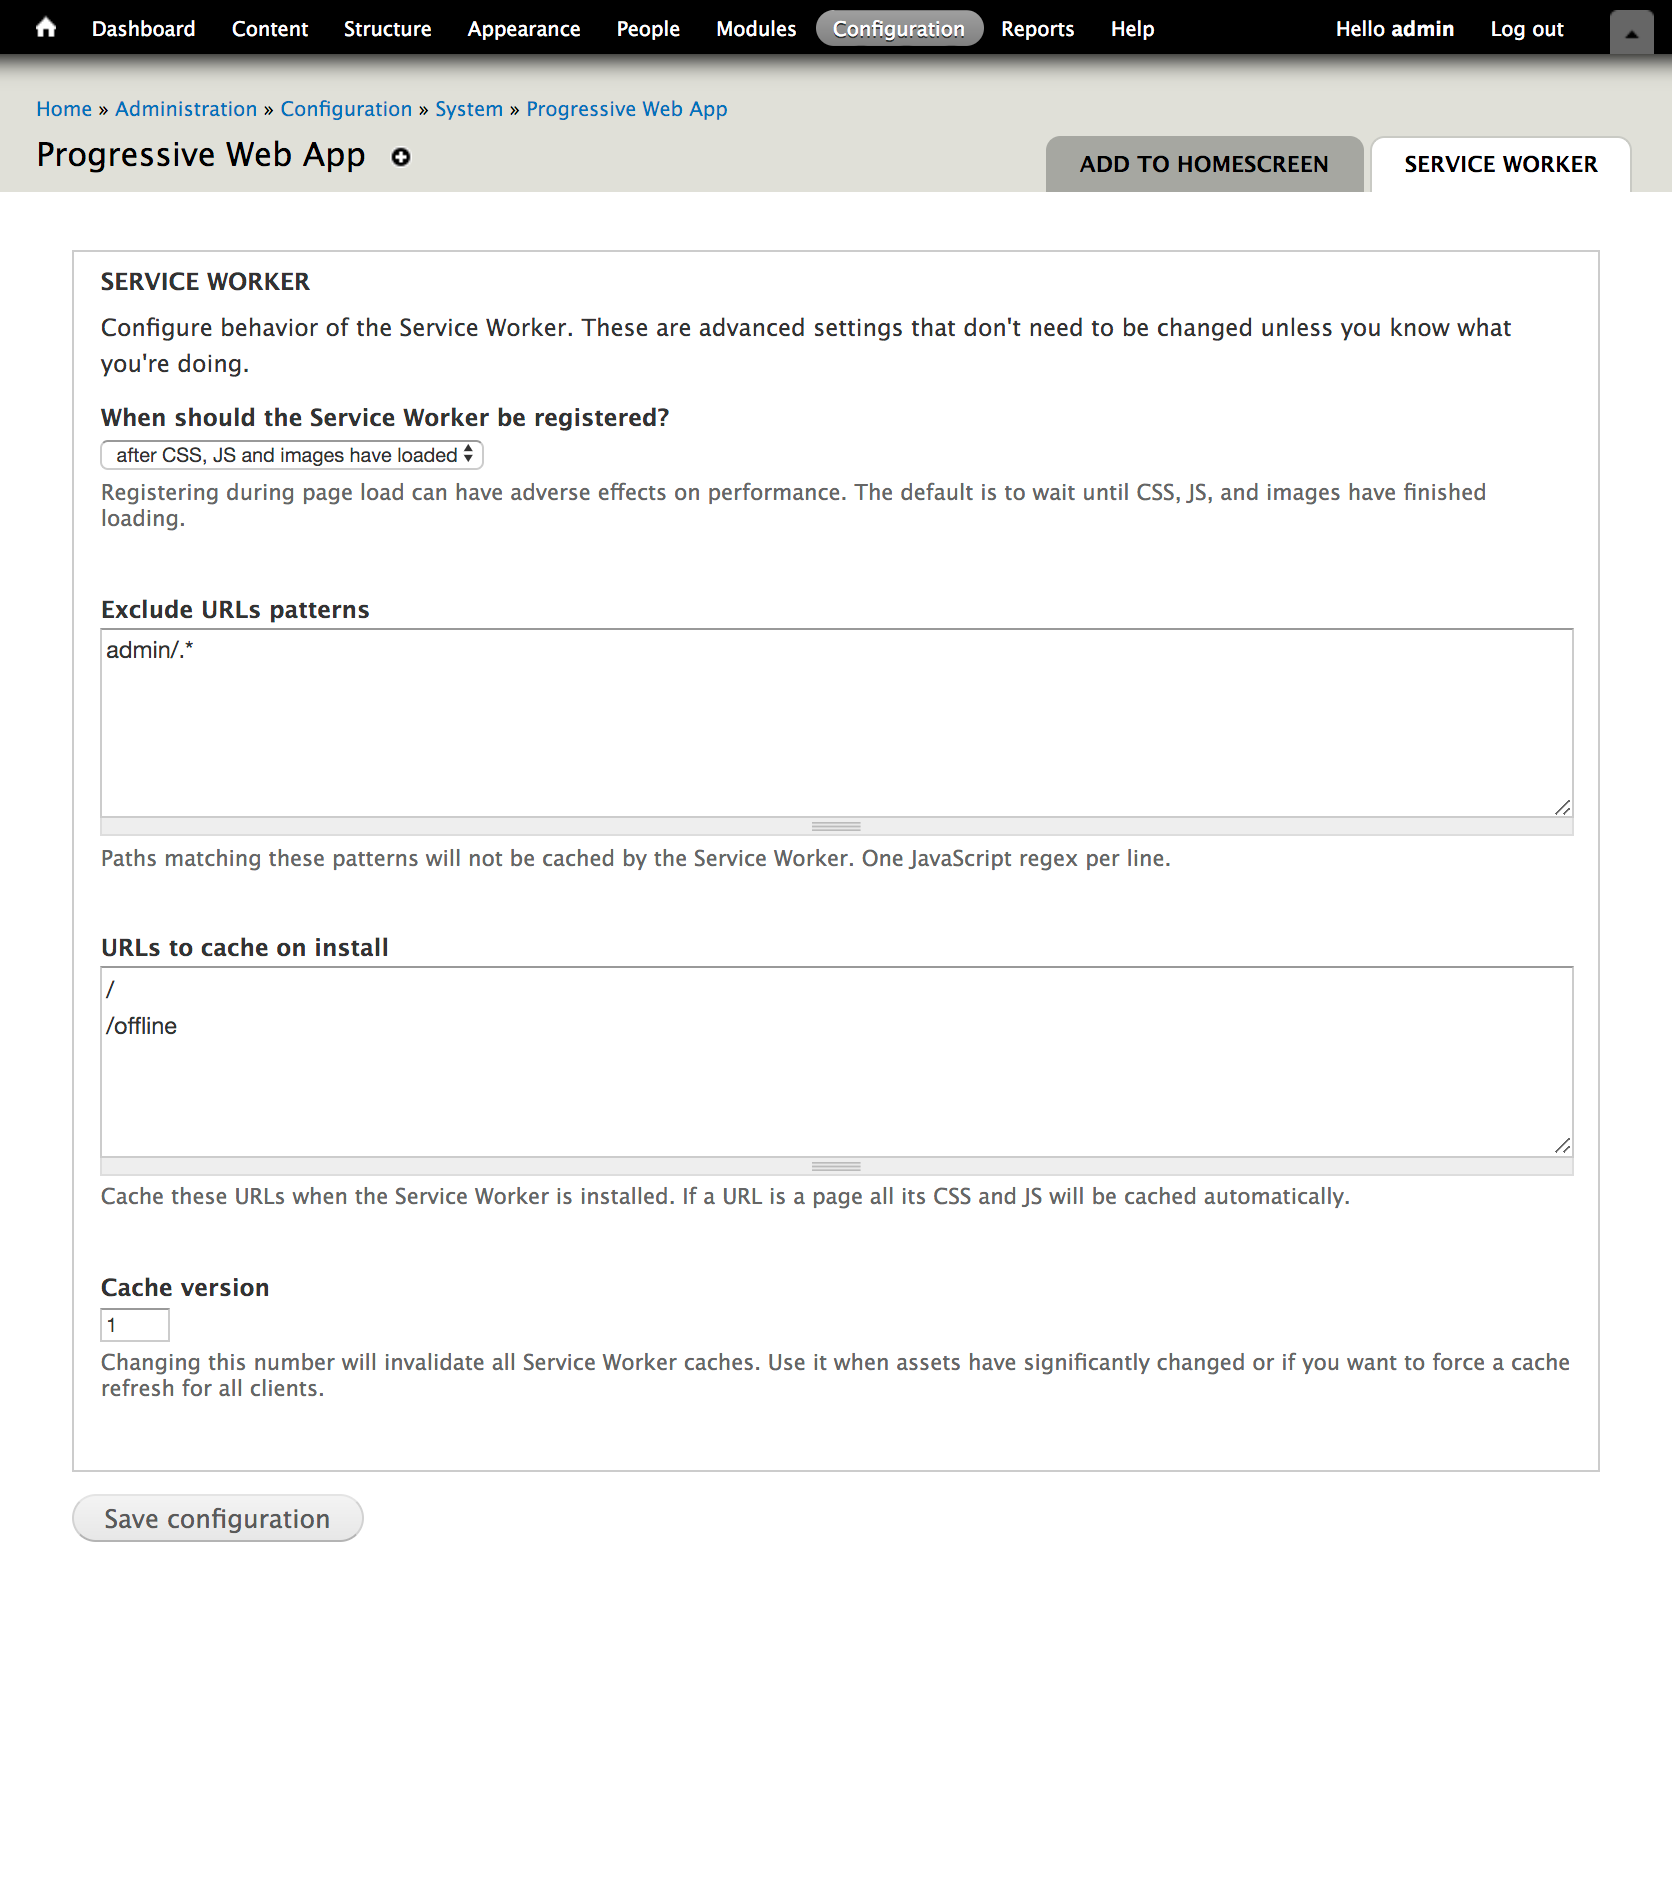 Dashboard Content Structure Appearance People Modules Configuration Reports Help Hello admin Log out
Home » Administration » Configuration » System » Progressive Web App
Progressive Web App
ADD TO HOMESCREEN SERVICE WORKER
SERVICE WORKER
Configure behavior of the Service Worker. These are advanced settings that don't need to be changed unless you know what
you're doing.
When should the Service Worker be registered?
after CSS, JS and images have loaded
Registering during page load can have adverse effects on performance. The default is to wait until CSS, JS, and images have finished
loading.
Exclude URLs patterns
admin/.*
Paths matching these patterns will not be cached by the Service Worker. One JavaScript regex per line.
URLs to cache on install
/
/offline
Cache these URLs when the Service Worker is installed. If a URL is a page all its CSS and JS will be cached automatically.
Cache version
1
Changing this number will invalidate all Service Worker caches. Use it when assets have significantly changed or if you want to force a cache
refresh for all clients.
Save configuration